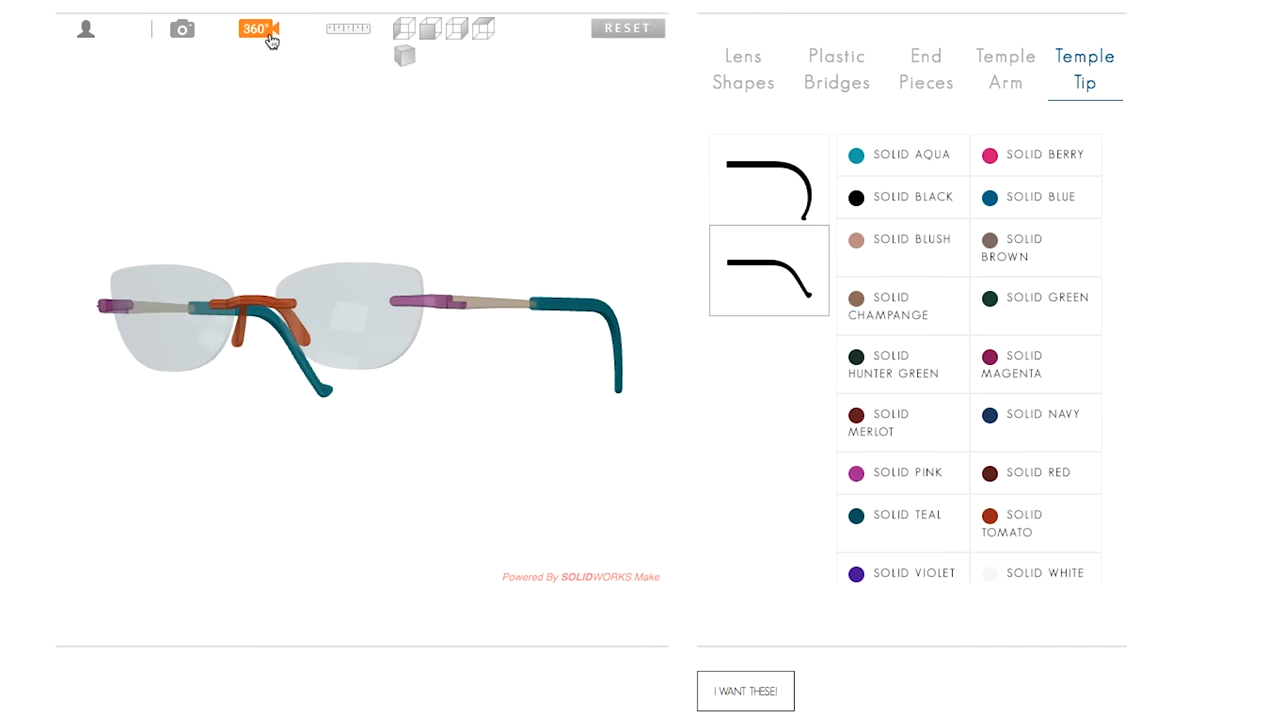 360°
RESET
Lens
Shapes
Plastic
Bridges
End
Pieces
Temple
Arm
Temple
Tip
SOLID AQUA
SOLID BERRY
SOLID BLACK
SOLID BLUE
SOLID BLUSH
SOLID
BROWN
SOLID
CHAMPANGE
SOLID GREEN
SOLID
HUNTER GREEN
SOLID
MAGENTA
SOLID
MERLOT
SOLID NAVY
SOLID PINK
SOLID RED
SOLID TEAL
SOLID
TOMATO
SOLID VIOLET
SOLID WHITE
Powered By SOLIDWORKS Make
I WANT THESE!